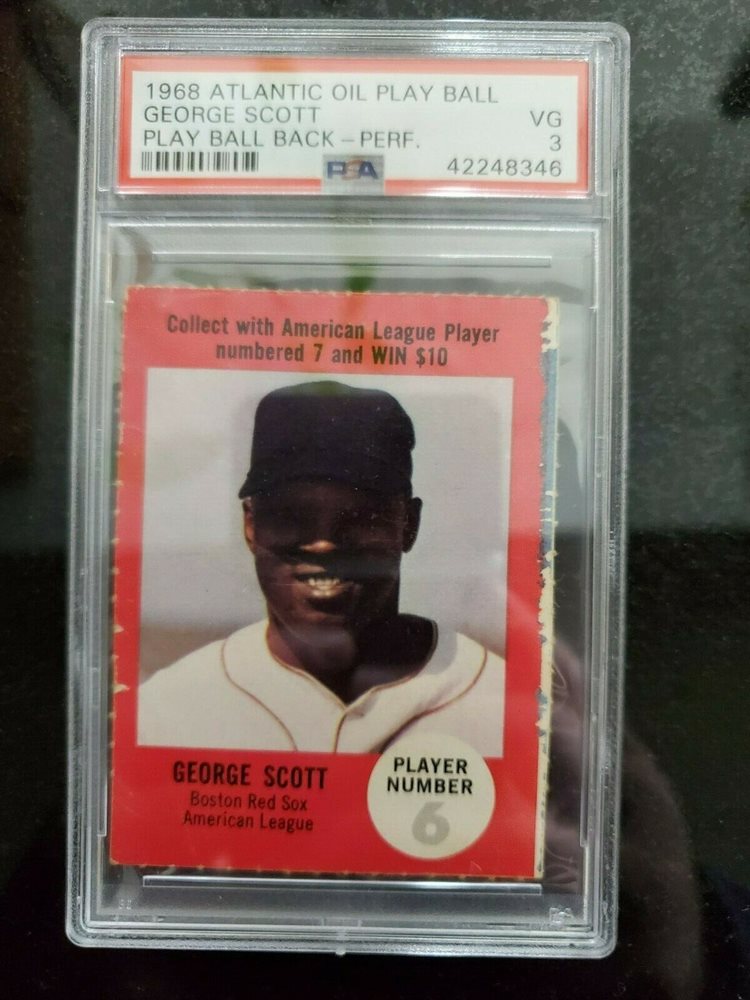 1968 ATLANTIC OIL PLAY BALL
GEORGE SCOTT VG
PLAY BALL BACK – PERF. 3
PSA 42248346
Collect with American League Player
numbered 7 and WIN $10
GEORGE SCOTT
Boston Red Sox
American League
PLAYER
NUMBER
6